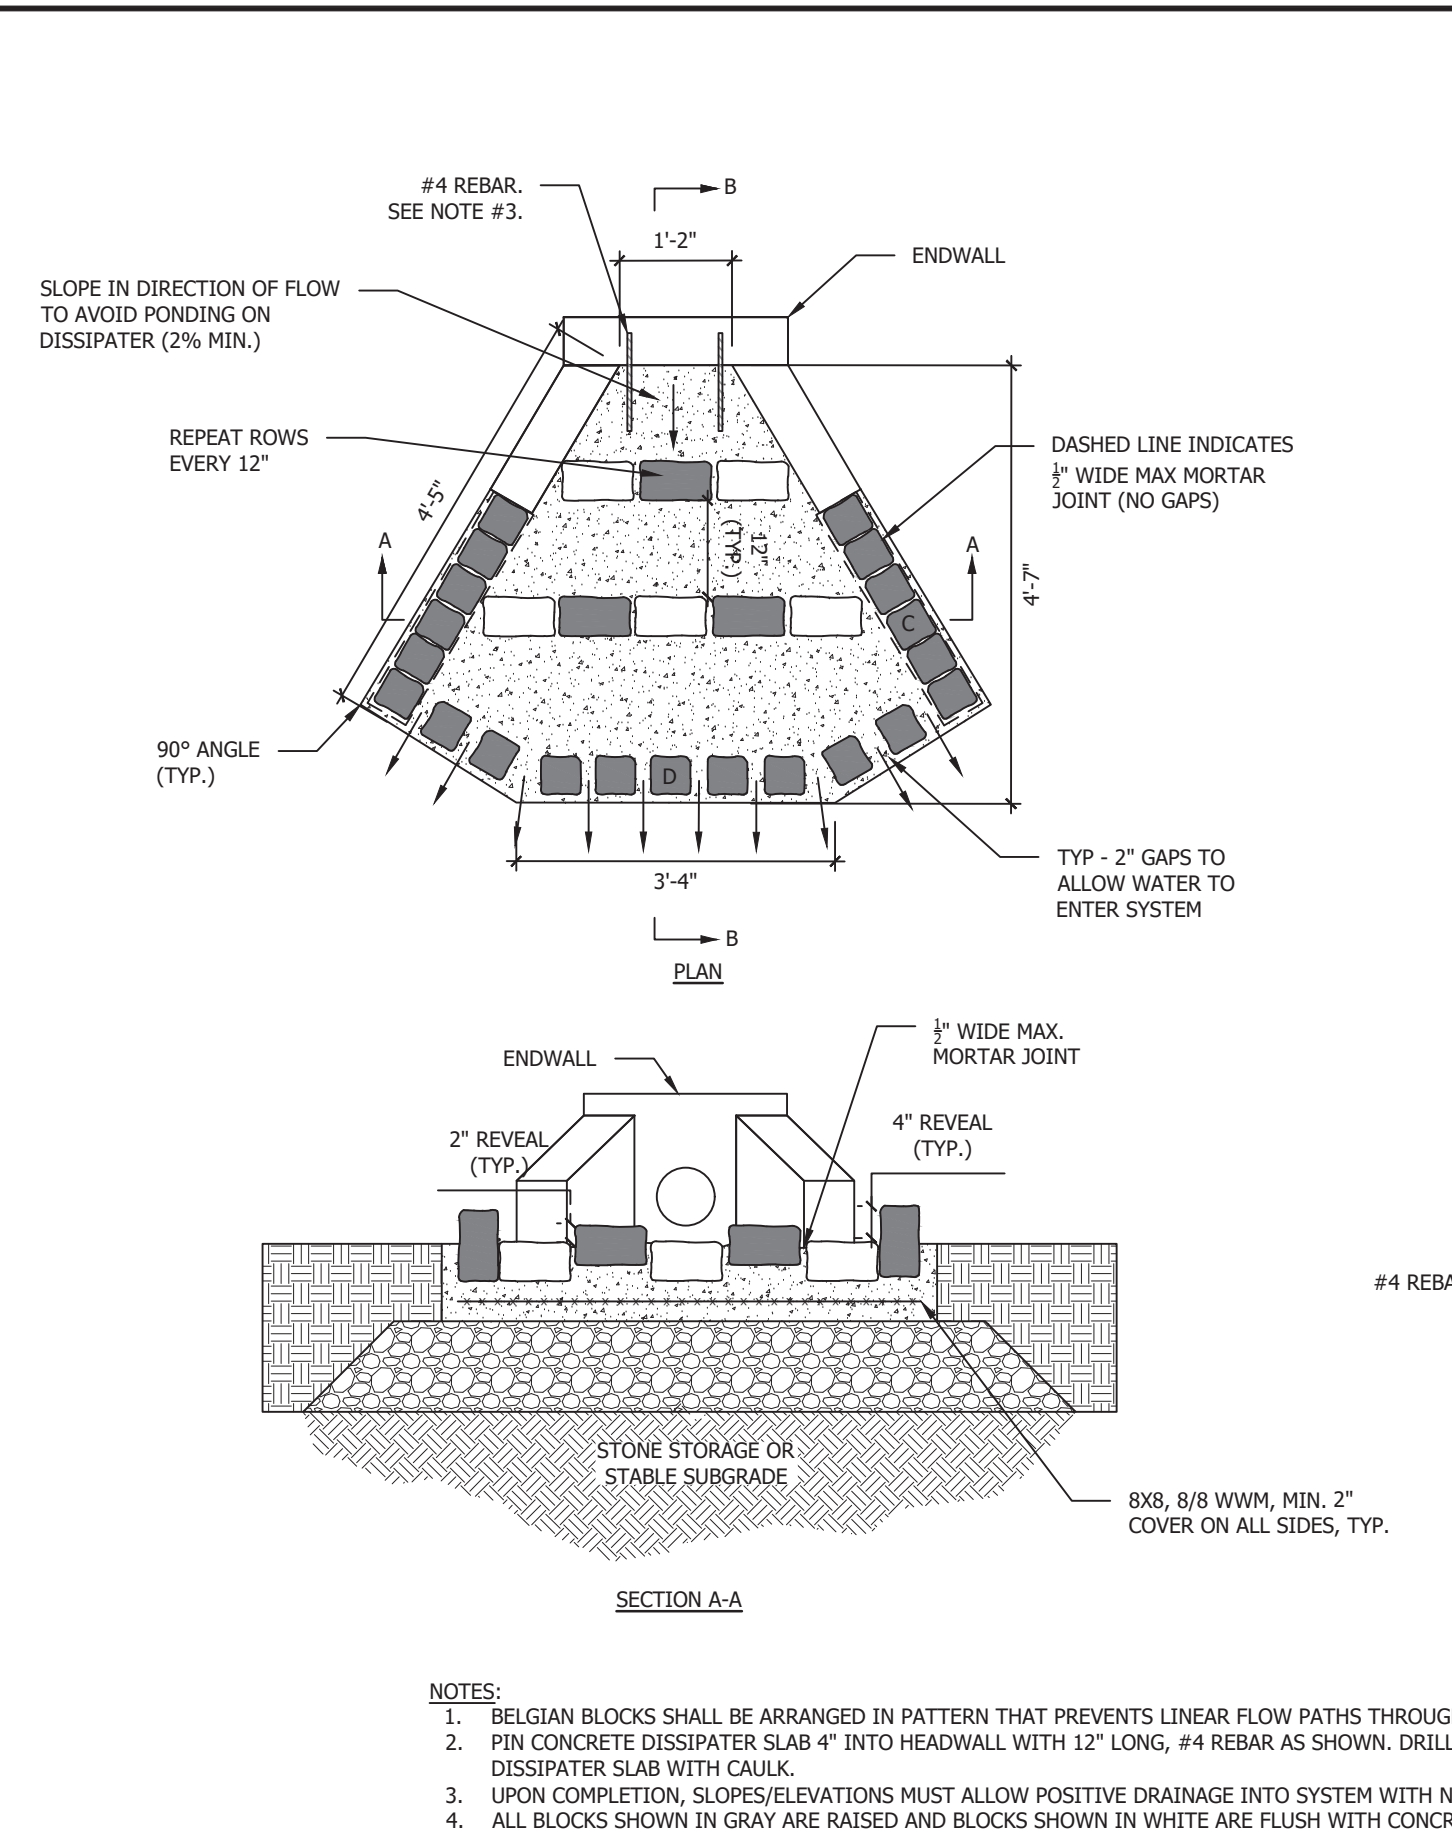 #4 REBAR.
SEE NOTE #3.
B
1'-2"
ENDWALL
SLOPE IN DIRECTION OF FLOW
TO AVOID PONDING ON
DISSIPATER (2% MIN.)
REPEAT ROWS
EVERY 12"
DASHED LINE INDICATES
½" WIDE MAX MORTAR
JOINT (NO GAPS)
4'-5"
12"
(TYP.)
A
A
4'-7"
C
90° ANGLE
(TYP.)
D
TYP - 2" GAPS TO
ALLOW WATER TO
ENTER SYSTEM
3'-4"
B
PLAN
½" WIDE MAX.
MORTAR JOINT
ENDWALL
4" REVEAL
(TYP.)
2" REVEAL
(TYP.)
#4 REBA
STONE STORAGE OR
STABLE SUBGRADE
8X8, 8/8 WWM, MIN. 2"
COVER ON ALL SIDES, TYP.
SECTION A-A
NOTES:
1. BELGIAN BLOCKS SHALL BE ARRANGED IN PATTERN THAT PREVENTS LINEAR FLOW PATHS THROUG
2. PIN CONCRETE DISSIPATER SLAB 4" INTO HEADWALL WITH 12" LONG, #4 REBAR AS SHOWN. DRILL
DISSIPATER SLAB WITH CAULK.
3. UPON COMPLETION, SLOPES/ELEVATIONS MUST ALLOW POSITIVE DRAINAGE INTO SYSTEM WITH N
4. ALL BLOCKS SHOWN IN GRAY ARE RAISED AND BLOCKS SHOWN IN WHITE ARE FLUSH WITH CONCR